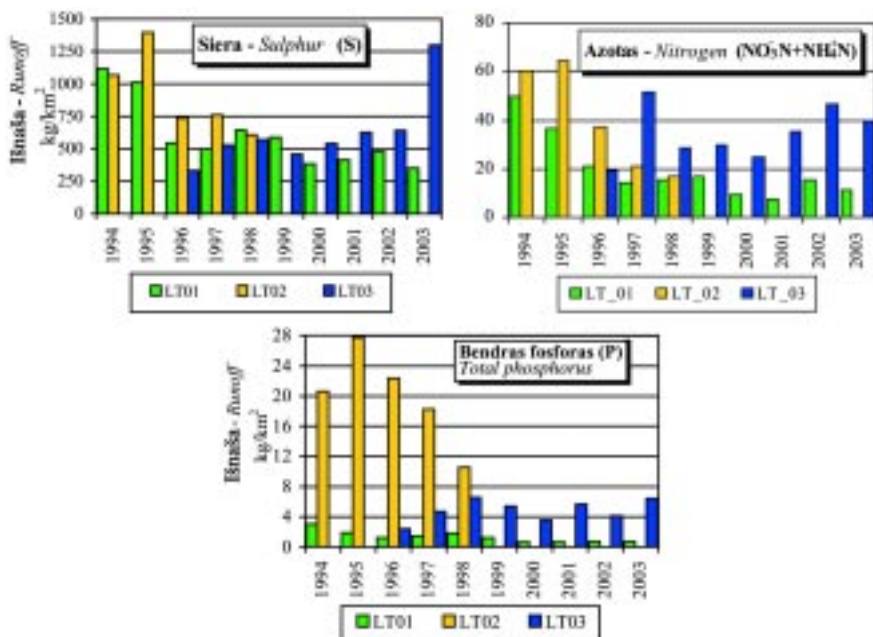 Siera - Sulphur (S)
Išnaša - Runoff
kg/km²
1500
1250
1000
750
500
250
0
1994
1995
1996
1997
1998
1999
2000
2001
2002
2003
LT01
LT02
LT03
Azotas - Nitrogen (NO₃⁻N+NH₄⁺N)
80
60
40
20
0
1994
1995
1996
1997
1998
1999
2000
2001
2002
2003
LT_01
LT_02
LT_03
Bendras fosforas (P)
Total phosphorus
Išnaša - Runoff
kg/km²
28
24
20
16
12
8
4
0
1994
1995
1996
1997
1998
1999
2000
2001
2002
2003
LT01
LT02
LT03